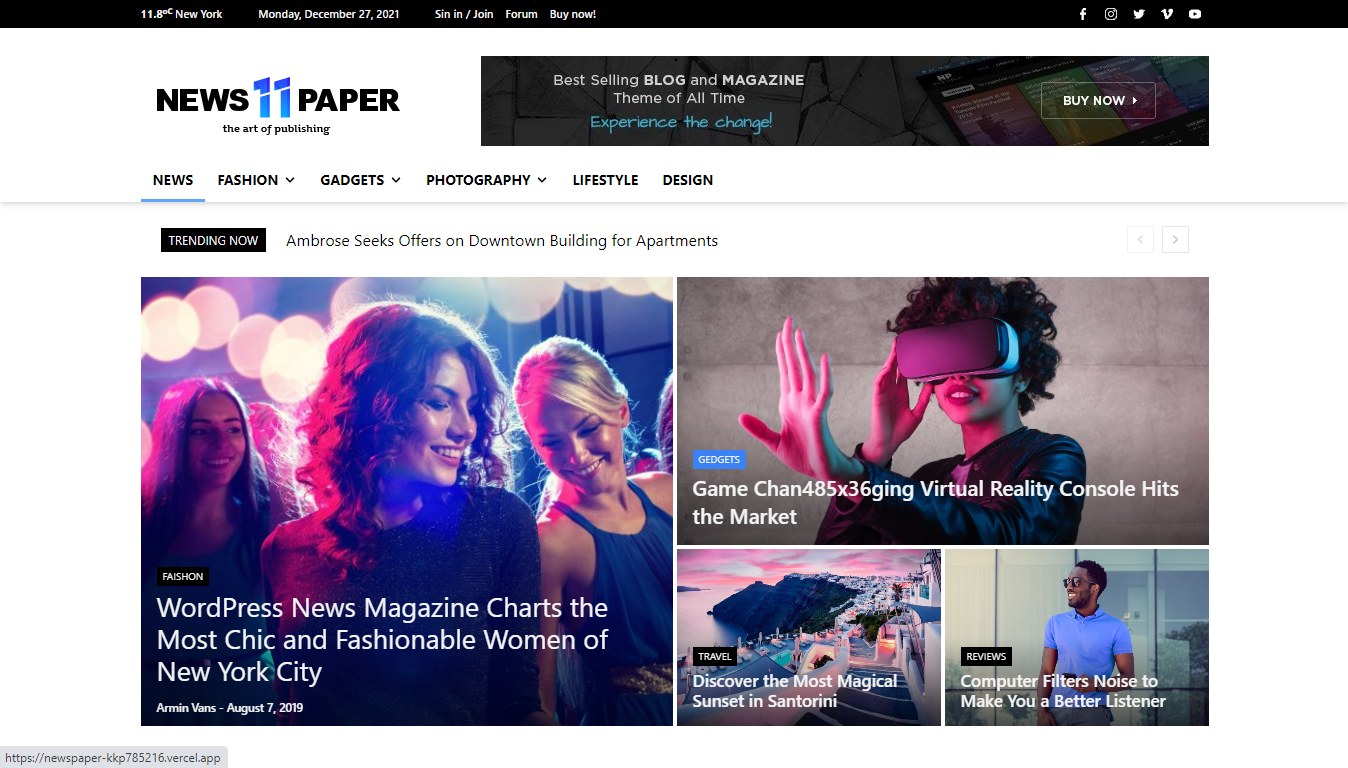 11.8ºC New York
Monday, December 27, 2021
Sin in / Join
Forum
Buy now!
NEWS 11 PAPER
the art of publishing
Best Selling BLOG and MAGAZINE
Theme of All Time
Experience the change!
NP
BUY NOW
NEWS
FASHION
GADGETS
PHOTOGRAPHY
LIFESTYLE
DESIGN
TRENDING NOW
Ambrose Seeks Offers on Downtown Building for Apartments
FAISHON
WordPress News Magazine Charts the
Most Chic and Fashionable Women of
New York City
Armin Vans - August 7, 2019
GEDGETS
Game Chan485x36ging Virtual Reality Console Hits
the Market
TRAVEL
Discover the Most Magical
Sunset in Santorini
REVIEWS
Computer Filters Noise to
Make You a Better Listener
https://newspaper-kkp785216.vercel.app